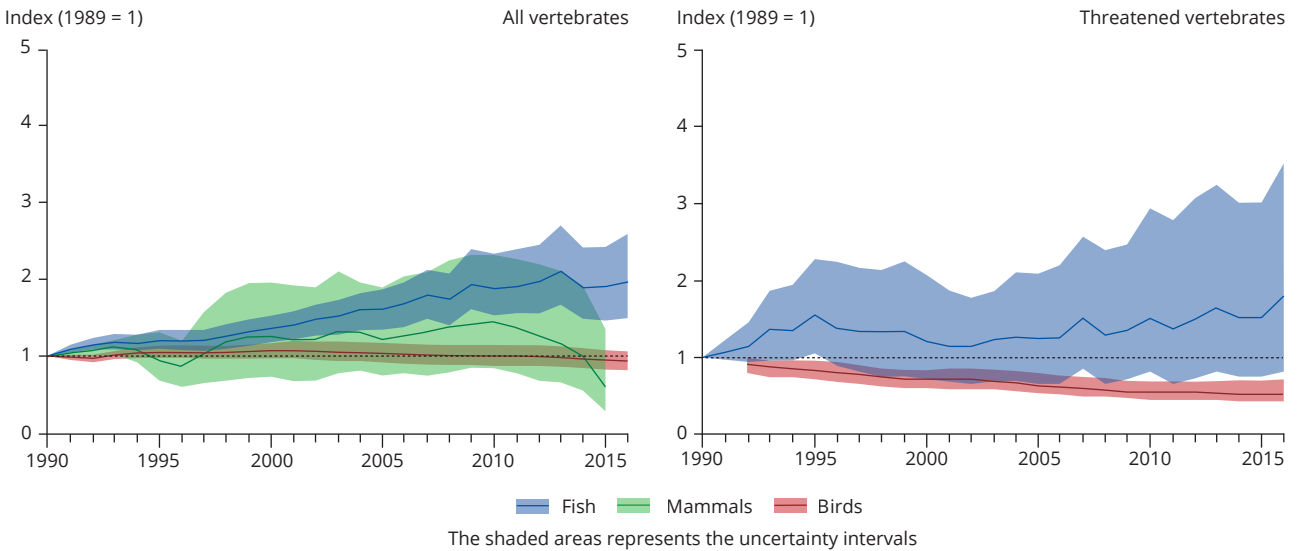 Index (1989 = 1) All vertebrates
5
4
3
2
1
0
1990 1995 2000 2005 2010 2015
Index (1989 = 1) Threatened vertebrates
5
4
3
2
1
0
1990 1995 2000 2005 2010 2015
Fish Mammals Birds
The shaded areas represents the uncertainty intervals